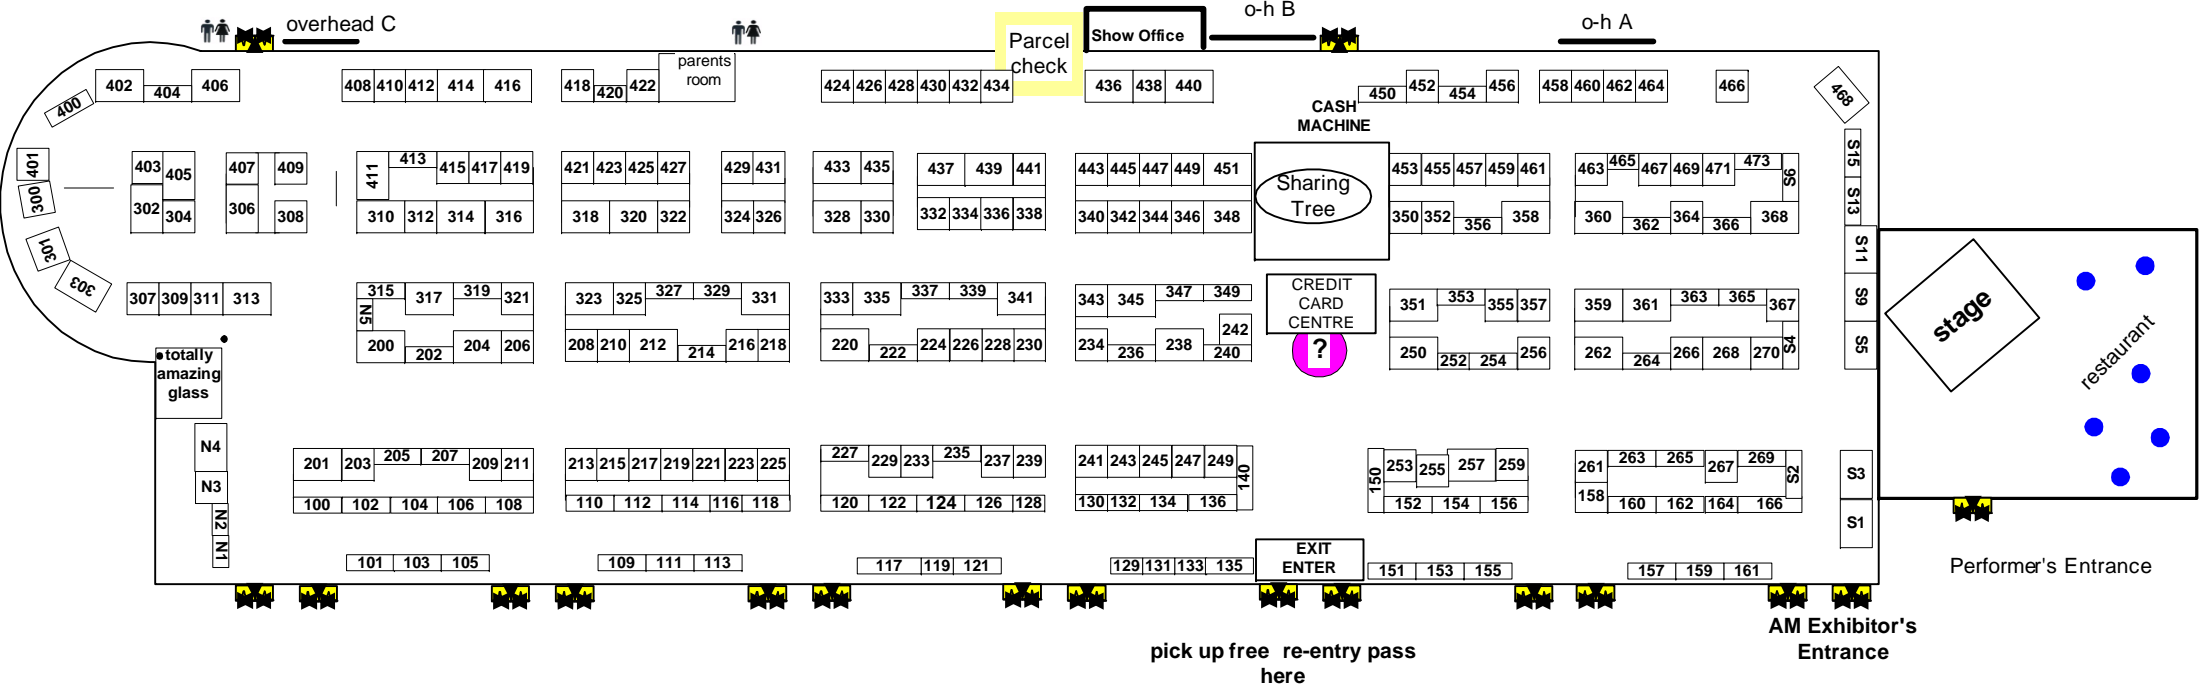 overhead C
o-h B
o-h A
Parcel
check
Show Office
parents
room
402 404 406
408 410 412 414 416
418 420 422
424 426 428 430 432 434
436 438 440
450 452 454 456
458 460 462 464
466
468
400
CASH
MACHINE
401
403 405
407 409
411 413 415 417 419
421 423 425 427
429 431
433 435
437 439 441
443 445 447 449 451
453 455 457 459 461
463 465 467 469 471 473
S6
S15
S13
Sharing
Tree
300
302 304
306 308
310 312 314 316
318 320 322
324 326
328 330
332 334 336 338
340 342 344 346 348
350 352 356 358
360 362 364 366 368
301
303
S11
S9
S5
307 309 311 313
315 317 319 321
N5
323 325 327 329 331
333 335 337 339 341
343 345 347 349
CREDIT
CARD
CENTRE
?
351 353 355 357
359 361 363 365 367
200 202 204 206
208 210 212 214 216 218
220 222 224 226 228 230
234 236 238 240 242
250 252 254 256
262 264 266 268 270
S4
stage
restaurant
totally
amazing
glass
N4
N3
N2
N1
201 203 205 207 209 211
213 215 217 219 221 223 225
227 229 233 235 237 239
241 243 245 247 249
140
150
253 255 257 259
261 263 265 267 269
S2
S3
S1
100 102 104 106 108
110 112 114 116 118
120 122 124 126 128
130 132 134 136
152 154 156
158 160 162 164 166
101 103 105
109 111 113
117 119 121
129 131 133 135
EXIT
ENTER
151 153 155
157 159 161
Performer's Entrance
AM Exhibitor's
Entrance
pick up free re-entry pass
here